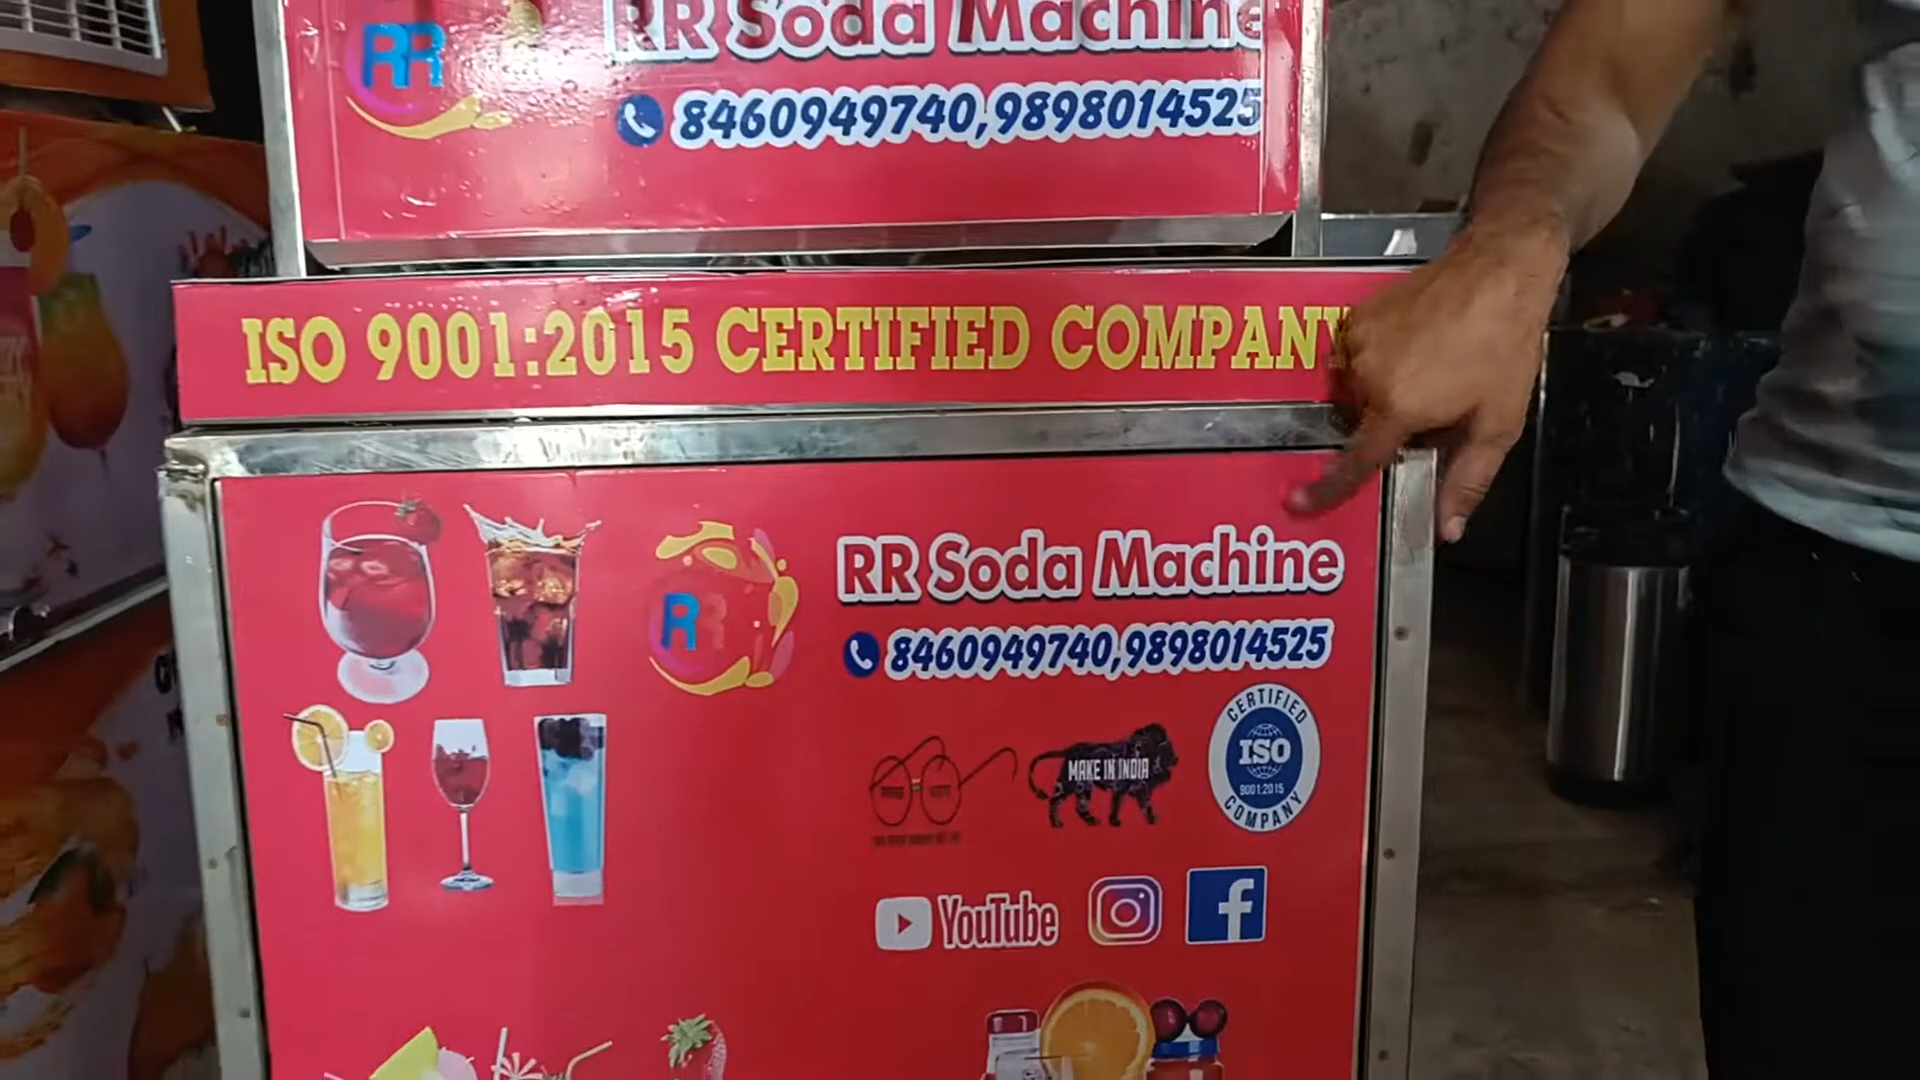 RR Soda Machine
RR
8460949740,9898014525
ISO 9001:2015 CERTIFIED COMPANY
RR Soda Machine
RR
8460949740,9898014525
MAKE IN INDIA
CERTIFIED
ISO
9001:2015
COMPANY
YouTube
f